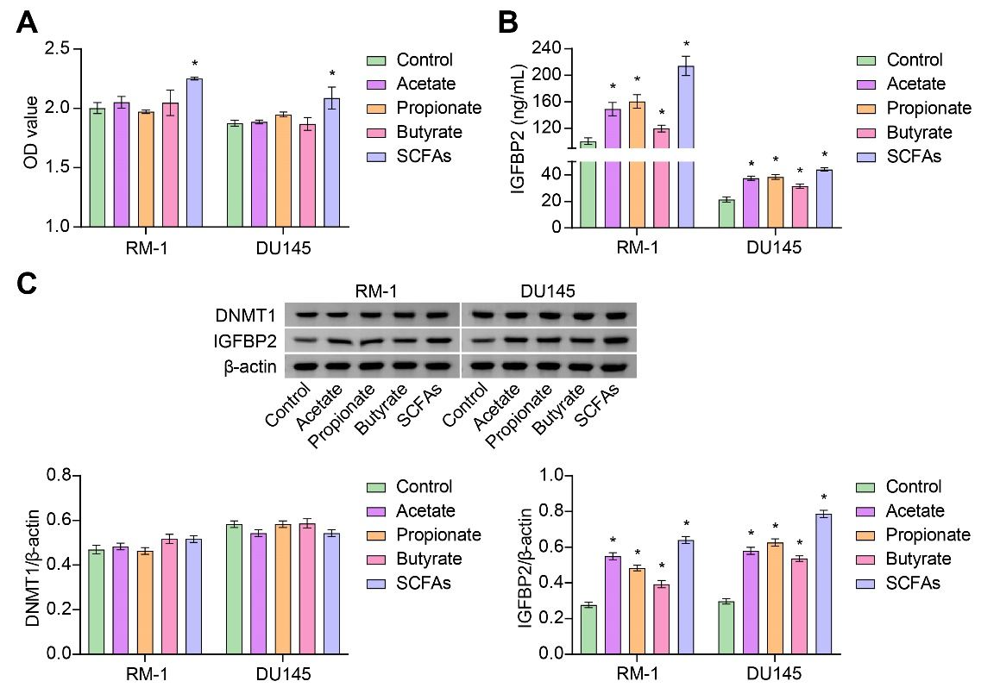 A
OD value
2.5
2.0
1.5
1.0
*
*
RM-1
DU145
Control
Acetate
Propionate
Butyrate
SCFAs
B
IGFBP2 (ng/mL)
240
200
160
120
40
20
0
* * * *
* * * *
RM-1
DU145
Control
Acetate
Propionate
Butyrate
SCFAs
C
RM-1 DU145
DNMT1
IGFBP2
β-actin
Control Acetate Propionate Butyrate SCFAs Control Acetate Propionate Butyrate SCFAs
DNMT1/β-actin
0.8
0.6
0.4
0.2
0.0
RM-1
DU145
Control
Acetate
Propionate
Butyrate
SCFAs
IGFBP2/β-actin
1.0
0.8
0.6
0.4
0.2
0.0
* * * *
* * * *
RM-1
DU145
Control
Acetate
Propionate
Butyrate
SCFAs